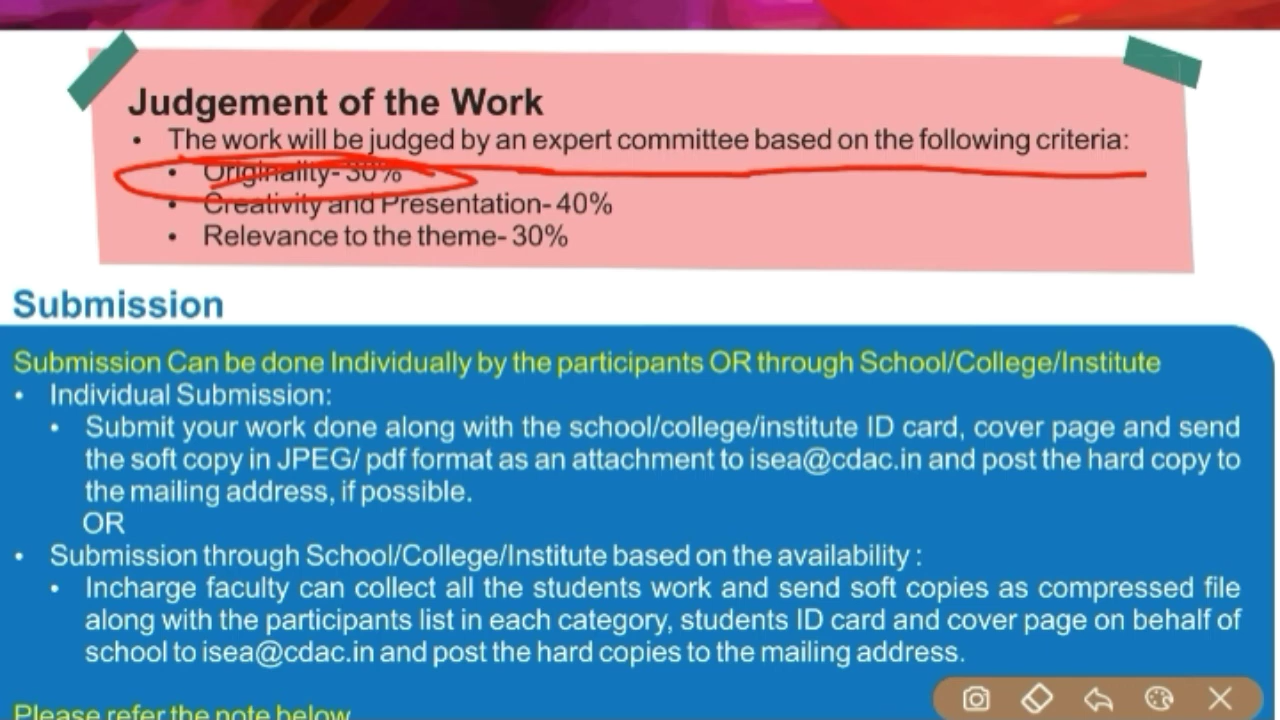 Judgement of the Work
• The work will be judged by an expert committee based on the following criteria:
• Originality- 30%
• Creativity and Presentation- 40%
• Relevance to the theme- 30%
Submission
Submission Can be done Individually by the participants OR through School/College/Institute
• Individual Submission:
• Submit your work done along with the school/college/institute ID card, cover page and send
the soft copy in JPEG/ pdf format as an attachment to isea@cdac.in and post the hard copy to
the mailing address, if possible.
OR
• Submission through School/College/Institute based on the availability :
• Incharge faculty can collect all the students work and send soft copies as compressed file
along with the participants list in each category, students ID card and cover page on behalf of
school to isea@cdac.in and post the hard copies to the mailing address.
Please refer the note below